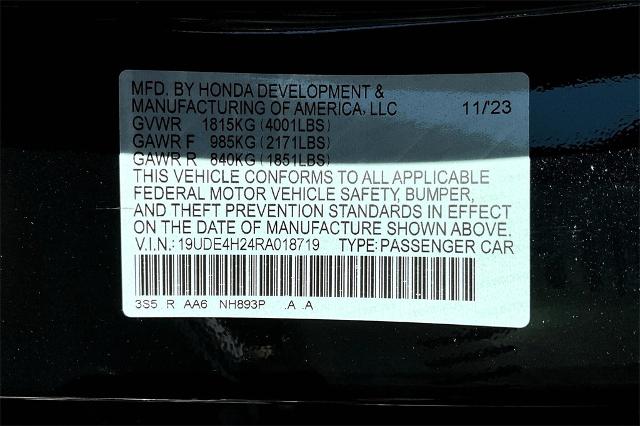 MFD. BY HONDA DEVELOPMENT &
MANUFACTURING OF AMERICA, LLC 11/'23
GVWR 1815KG (4001LBS)
GAWR F 985KG (2171LBS)
GAWR R 840KG (1851LBS)
THIS VEHICLE CONFORMS TO ALL APPLICABLE
FEDERAL MOTOR VEHICLE SAFETY, BUMPER,
AND THEFT PREVENTION STANDARDS IN EFFECT
ON THE DATE OF MANUFACTURE SHOWN ABOVE.
V.I.N.: 19UDE4H24RA018719 TYPE: PASSENGER CAR
3S5 R AA6 NH893P .A .A